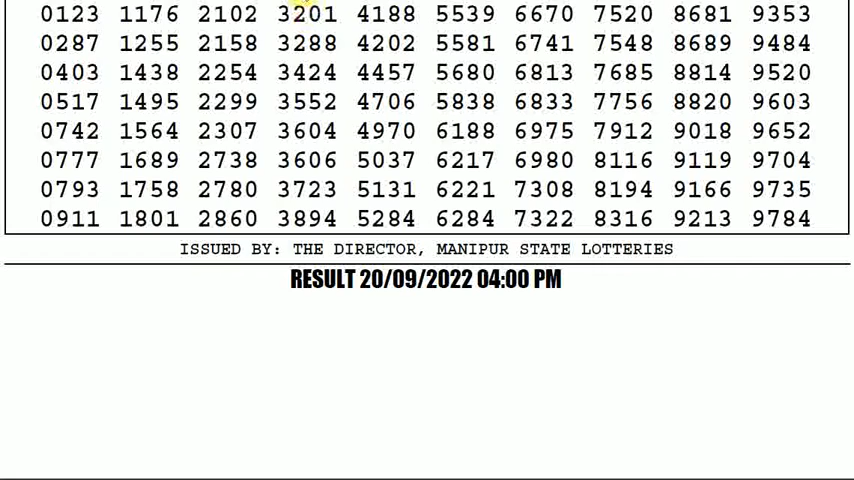 0123 1176 2102 3201 4188 5539 6670 7520 8681 9353
0287 1255 2158 3288 4202 5581 6741 7548 8689 9484
0403 1438 2254 3424 4457 5680 6813 7685 8814 9520
0517 1495 2299 3552 4706 5838 6833 7756 8820 9603
0742 1564 2307 3604 4970 6188 6975 7912 9018 9652
0777 1689 2738 3606 5037 6217 6980 8116 9119 9704
0793 1758 2780 3723 5131 6221 7308 8194 9166 9735
0911 1801 2860 3894 5284 6284 7322 8316 9213 9784
ISSUED BY: THE DIRECTOR, MANIPUR STATE LOTTERIES
RESULT 20/09/2022 04:00 PM